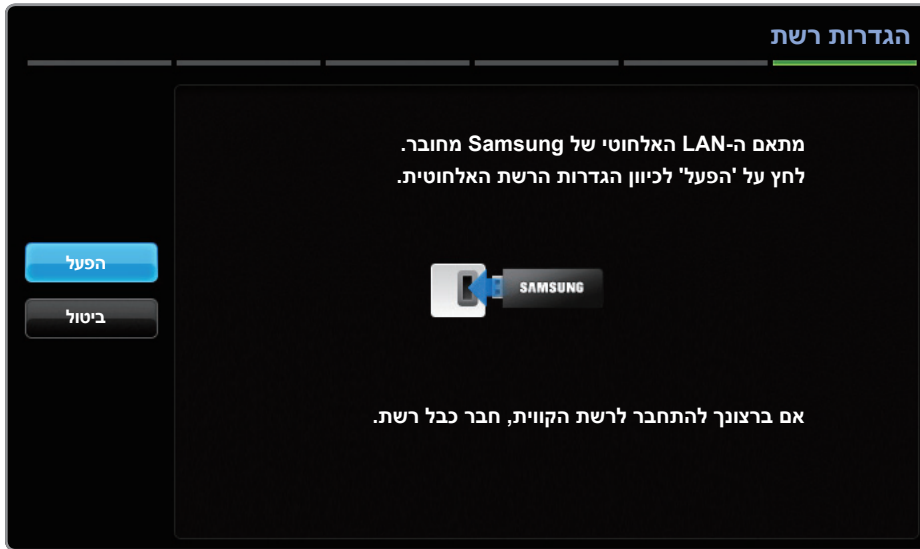 הגדרות רשת
מתאם ה-LAN האלחוטי של Samsung מחובר.
לחץ על 'הפעל' לכיוון הגדרות הרשת האלחוטית.
הפעל
SAMSUNG
ביטול
אם ברצונך להתחבר לרשת הקווית, חבר כבל רשת.